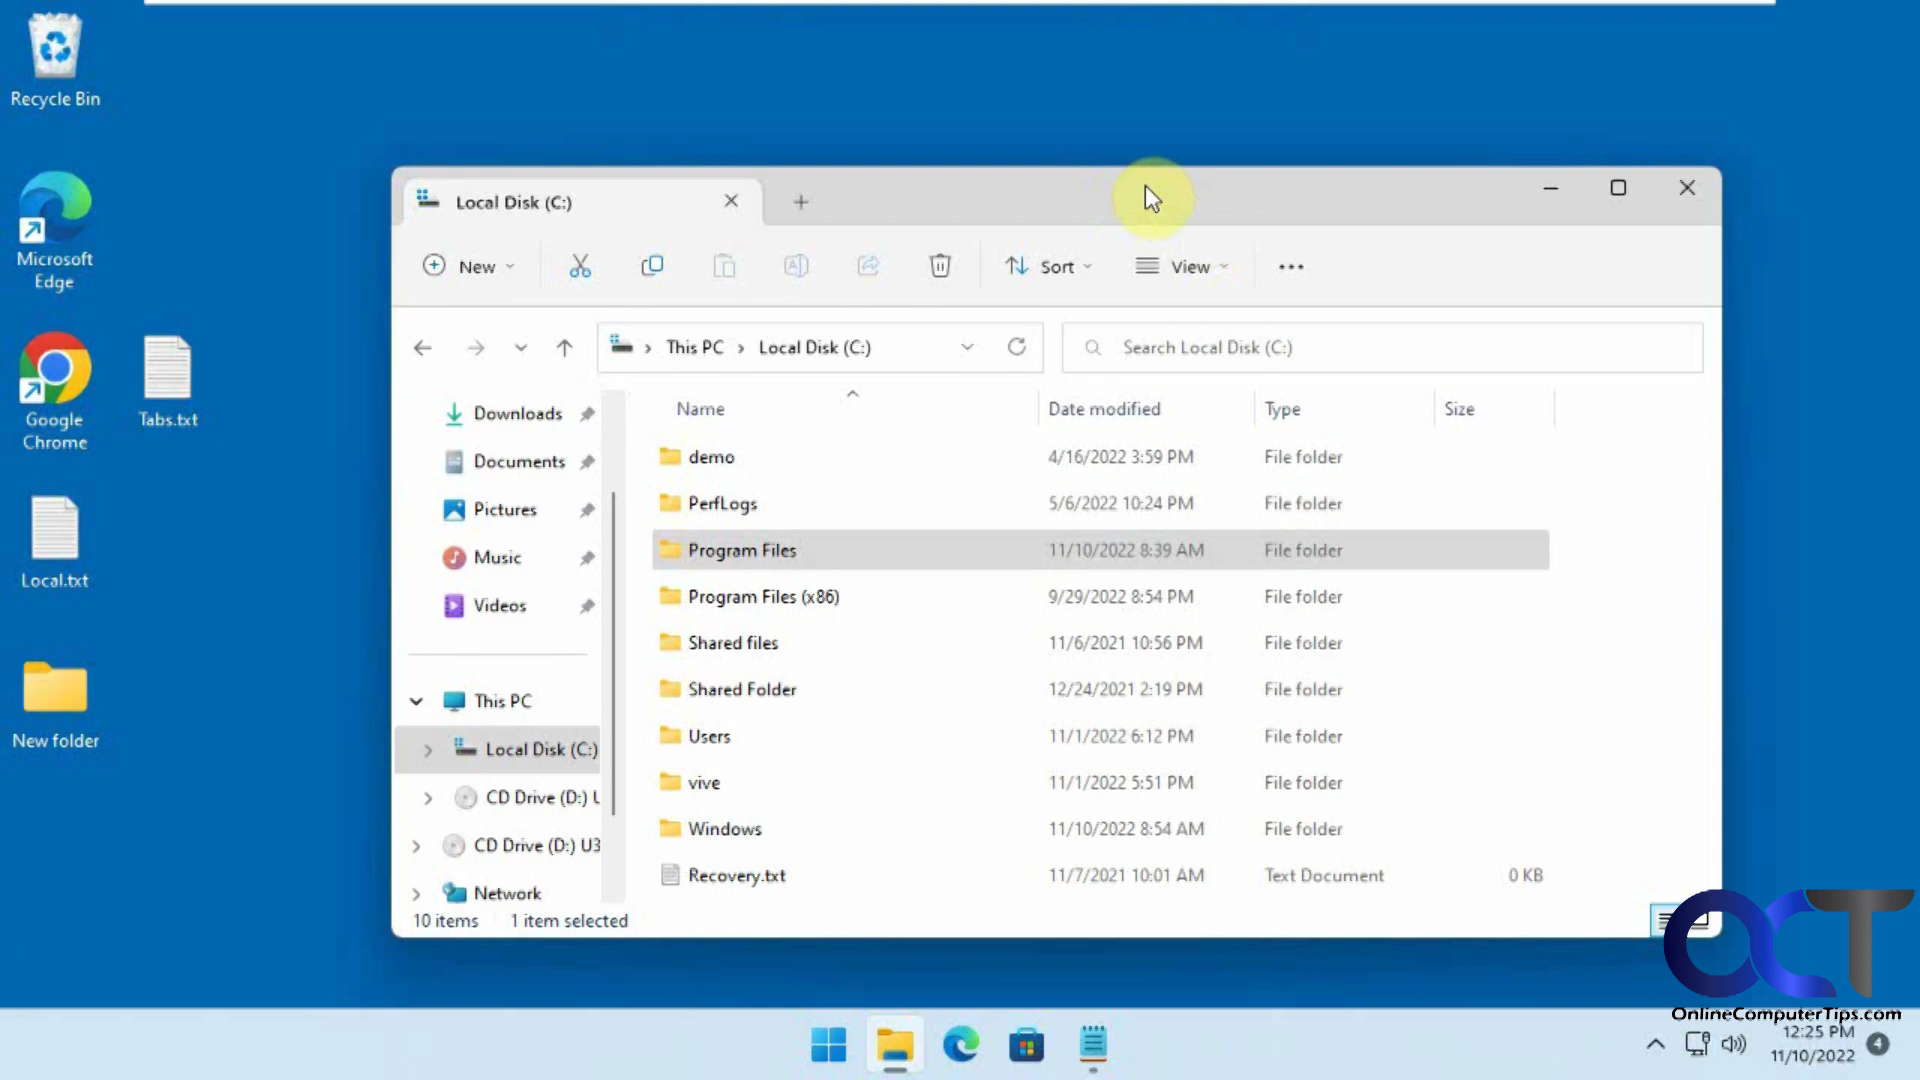 Recycle Bin
Microsoft
Edge
Google
Chrome
Tabs.txt
Local.txt
New folder
Local Disk (C:)
New
Sort
View
This PC
Local Disk (C:)
Search Local Disk (C:)
Downloads
Documents
Pictures
Music
Videos
This PC
Local Disk (C:)
CD Drive (D:) U
CD Drive (D:) U3
Network
Name Date modified Type Size
demo 4/16/2022 3:59 PM File folder
PerfLogs 5/6/2022 10:24 PM File folder
Program Files 11/10/2022 8:39 AM File folder
Program Files (x86) 9/29/2022 8:54 PM File folder
Shared files 11/6/2021 10:56 PM File folder
Shared Folder 12/24/2021 2:19 PM File folder
Users 11/1/2022 6:12 PM File folder
vive 11/1/2022 5:51 PM File folder
Windows 11/10/2022 8:54 AM File folder
Recovery.txt 11/7/2021 10:01 AM Text Document 0 KB
10 items 1 item selected
OCT
OnlineComputerTips.com
12:25 PM
11/10/2022
4